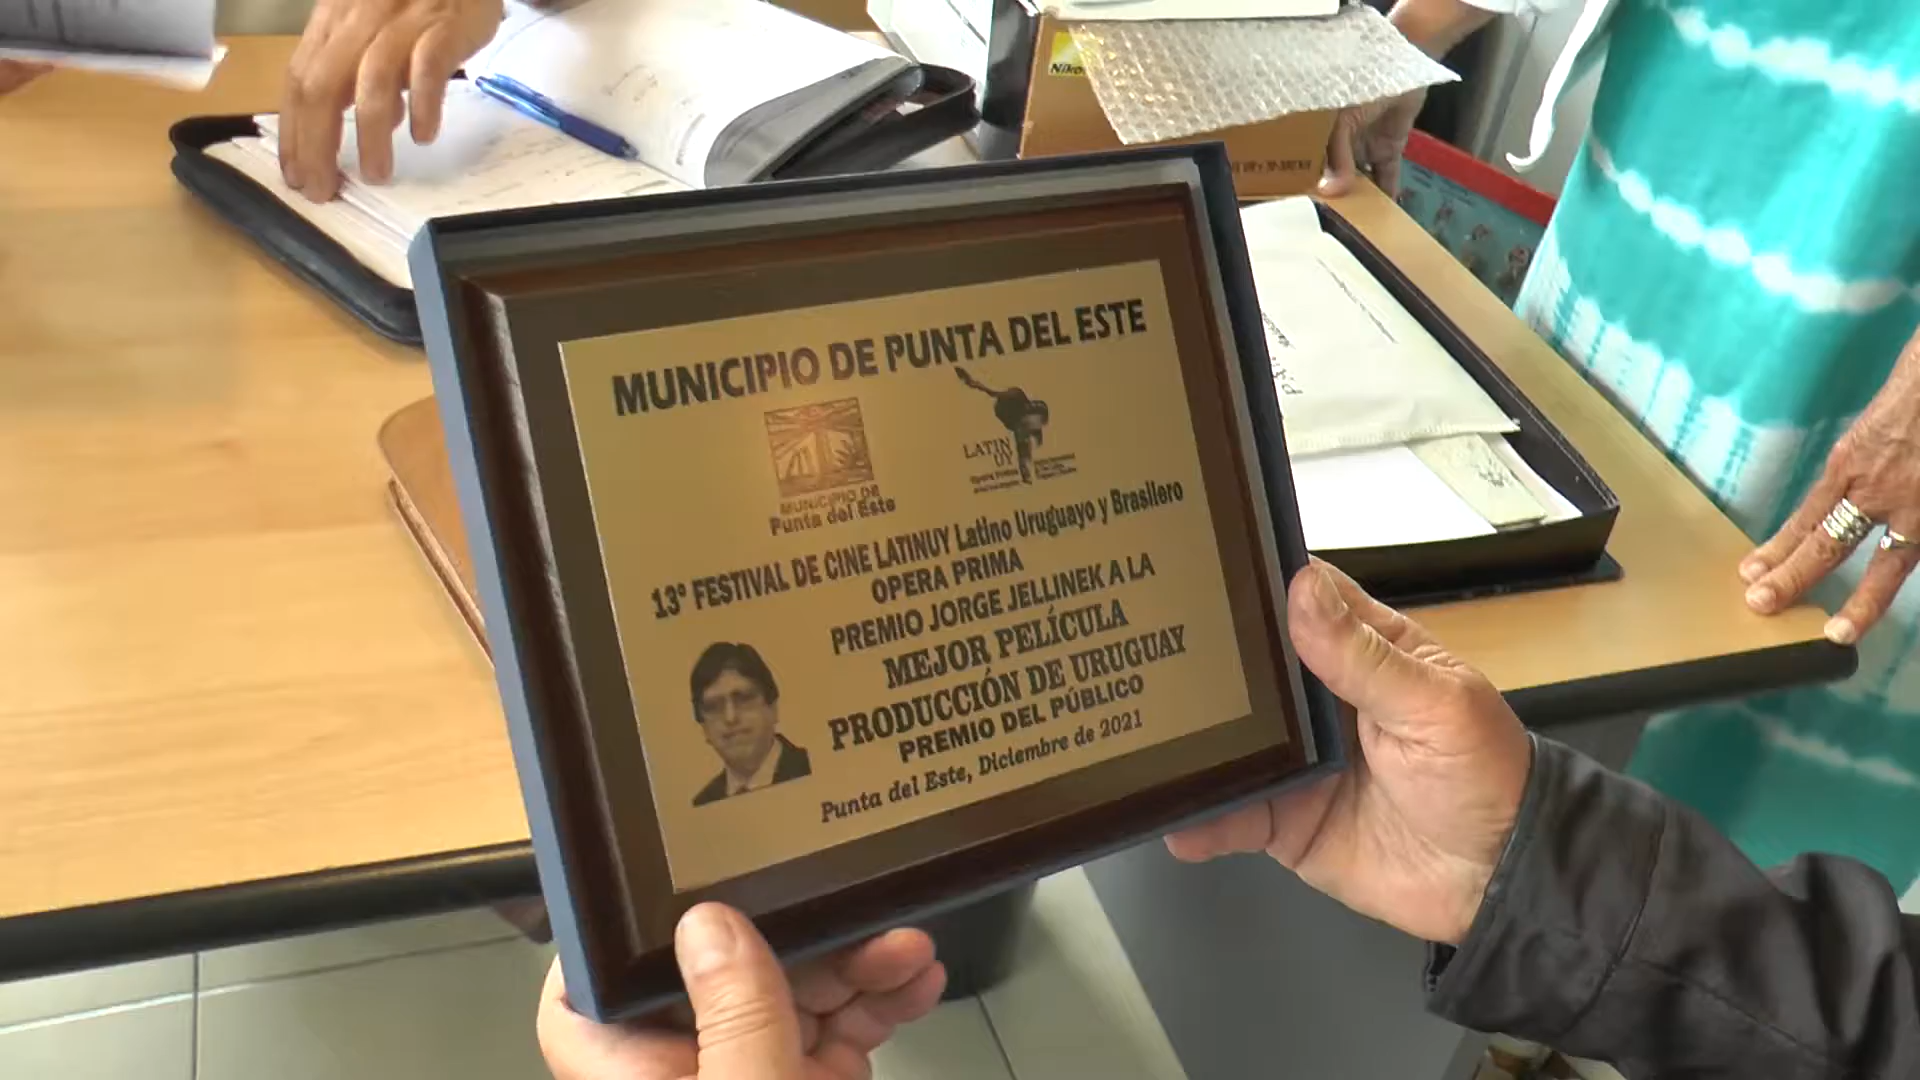 Nikon
MUNICIPIO DE PUNTA DEL ESTE
MUNICIPIO DE
Punta del Este
LATIN
UY
13º FESTIVAL DE CINE LATINUY Latino Uruguayo y Brasilero
OPERA PRIMA
PREMIO JORGE JELLINEK A LA
MEJOR PELÍCULA
PRODUCCIÓN DE URUGUAY
PREMIO DEL PÚBLICO
Punta del Este, Diciembre de 2021